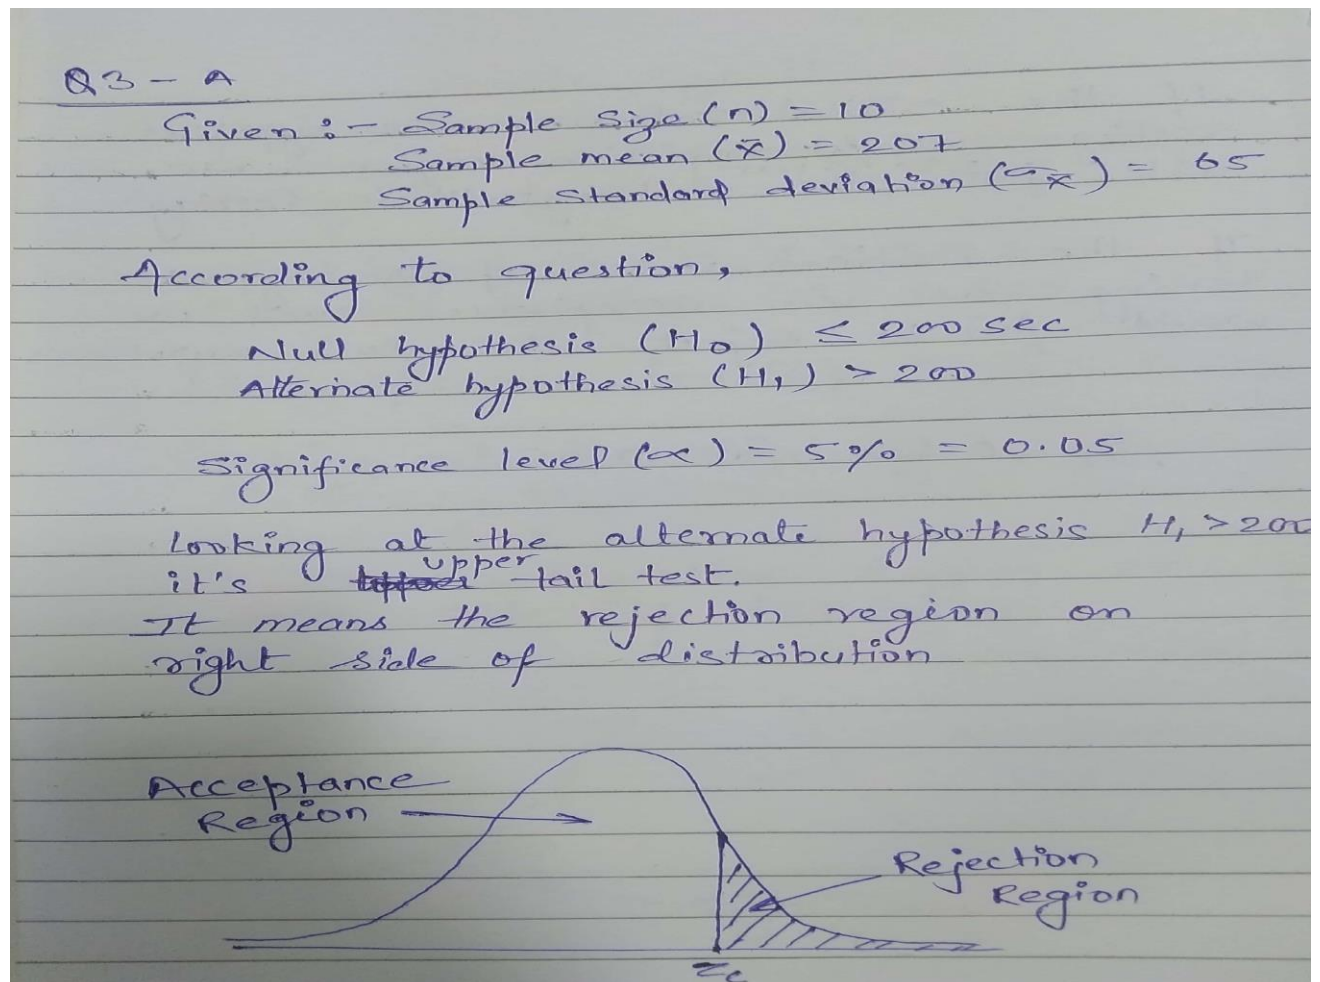 Q3 - A
Given :- Sample size (n) = 10
Sample mean (x̄) = 207
Sample standard deviation (σx̄) = 65
According to question,
Null hypothesis (H0) ≤ 200 sec
Alternate hypothesis (H1) > 200
Significance level (α) = 5% = 0.05
Looking at the alternate hypothesis H1 > 200
it's upper tail test.
It means the rejection region on
right side of distribution
Acceptance
Region
Rejection
Region
Zc